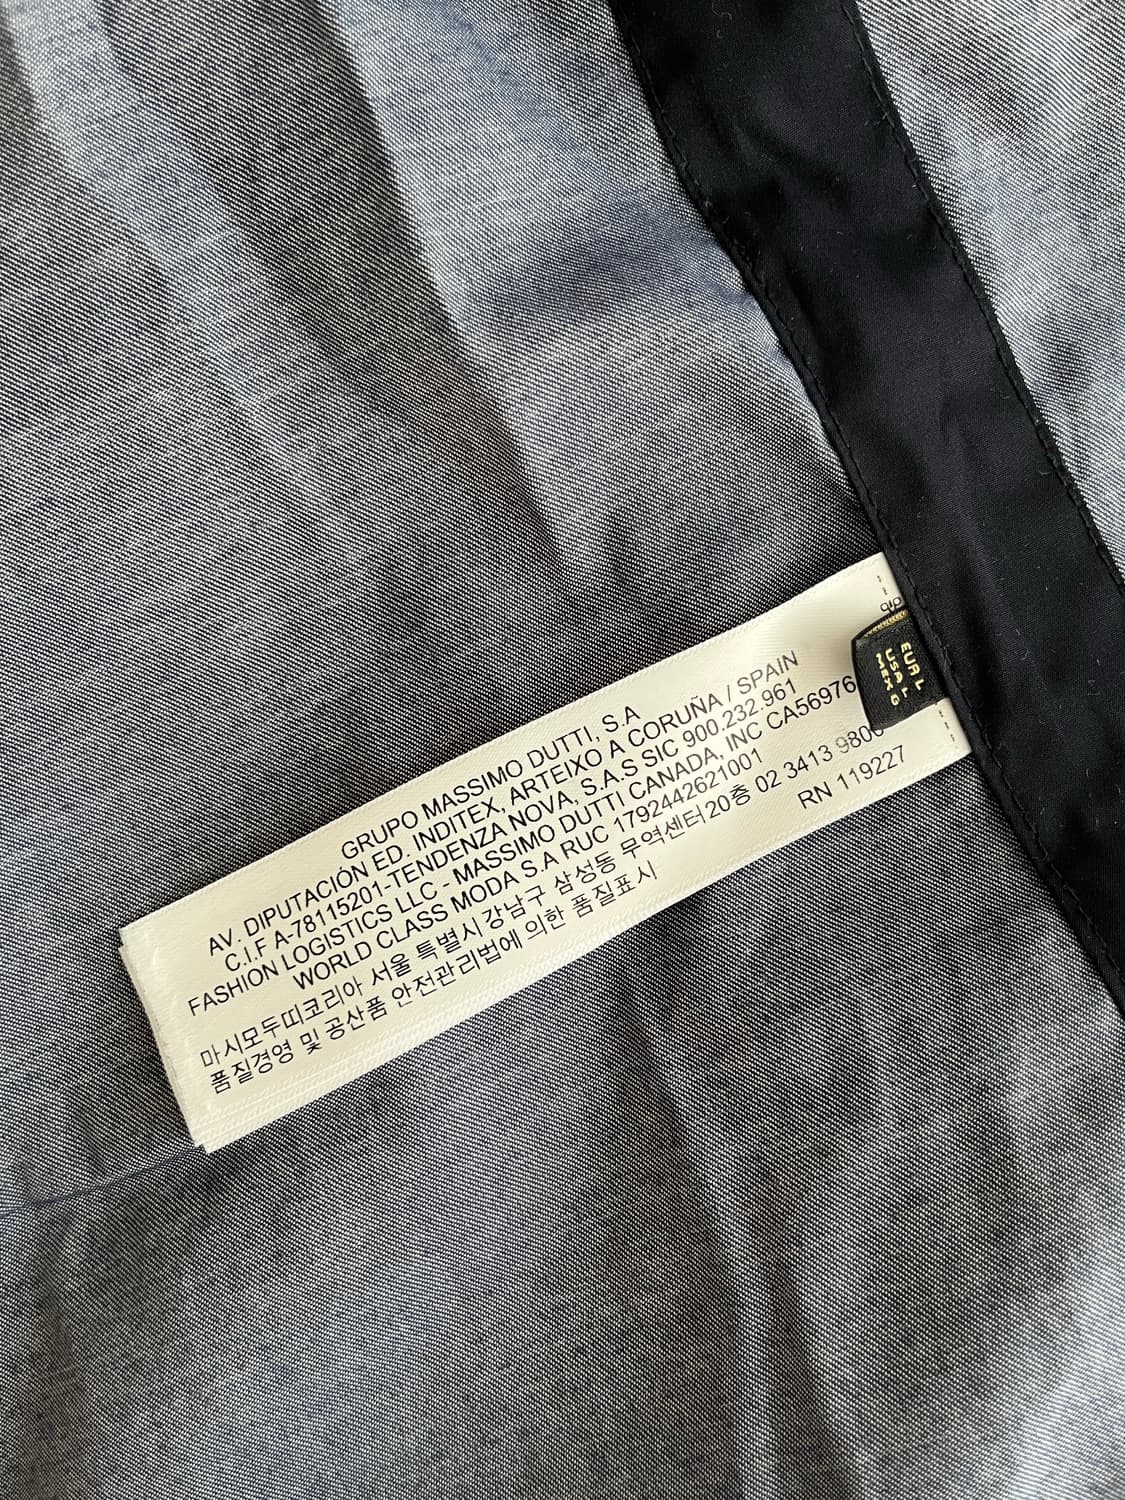 GRUPO MASSIMO DUTTI, S.A
AV. DIPUTACIÓN ED. INDITEX, ARTEIXO A CORUÑA / SPAIN
C.I.F A-78115201-TENDENZA NOVA, S.A.S SIC 900.232.961
FASHION LOGISTICS LLC - MASSIMO DUTTI CANADA, INC CA56976
WORLD CLASS MODA S.A RUC 1792442621001
마시모두띠코리아 서울 특별시강남구 삼성동 무역센터20층 02 3413 980
품질경영 및 공산품 안전관리법에 의한 품질표시
RN 119227
EUR L
USA L
MEX G